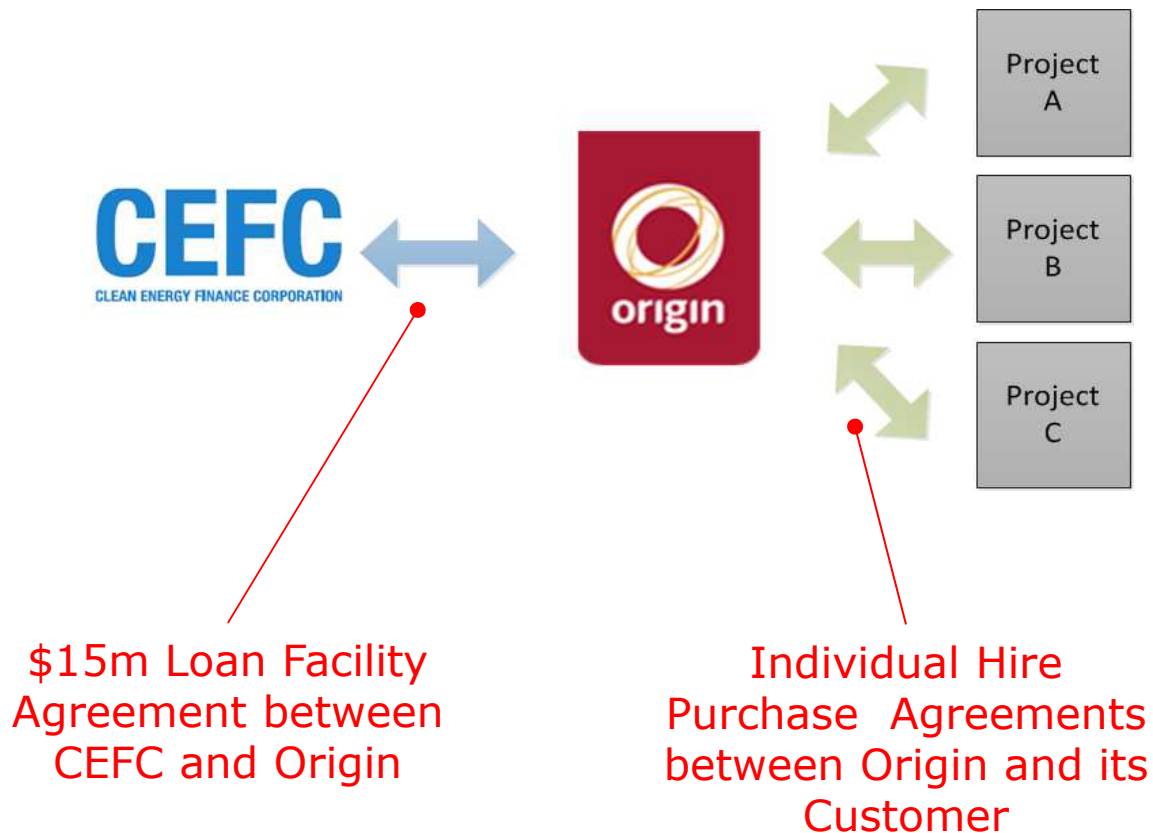 Project
A
CEFC
CLEAN ENERGY FINANCE CORPORATION
origin
Project
B
Project
C
$15m Loan Facility
Agreement between
CEFC and Origin
Individual Hire
Purchase Agreements
between Origin and its
Customer